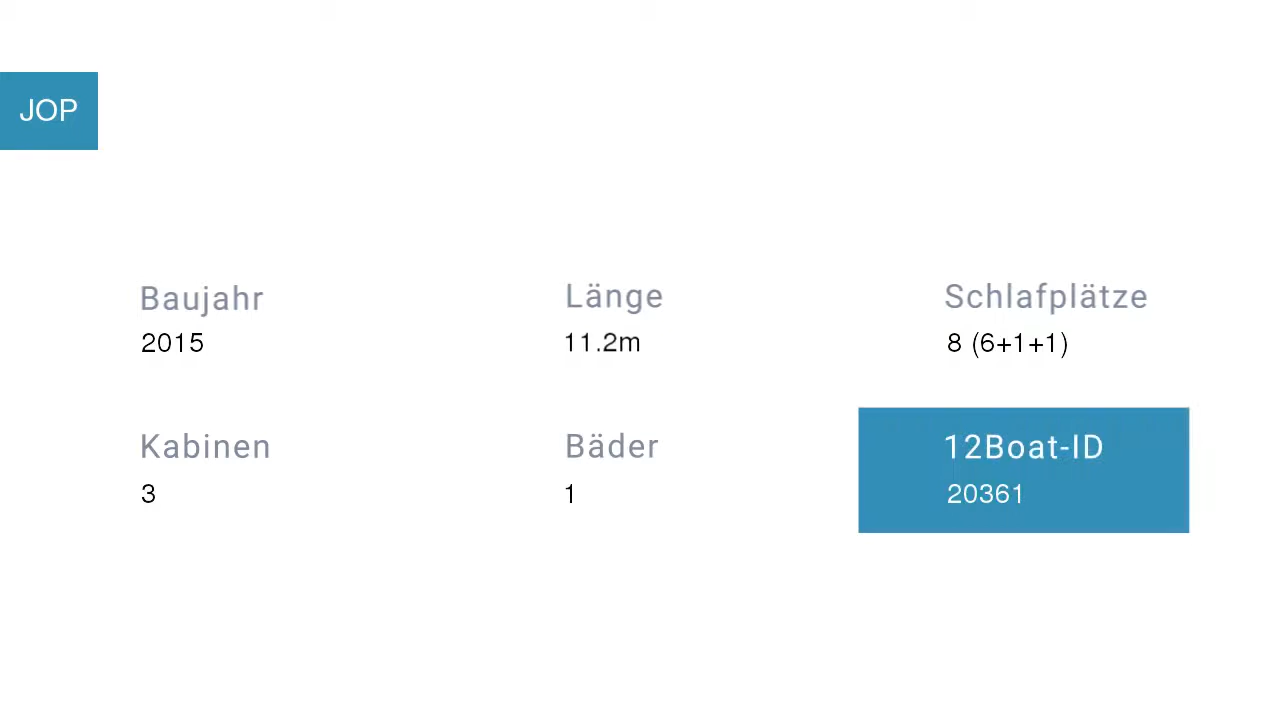 JOP
Baujahr
2015
Länge
11.2m
Schlafplätze
8 (6+1+1)
Kabinen
3
Bäder
1
12Boat-ID
20361